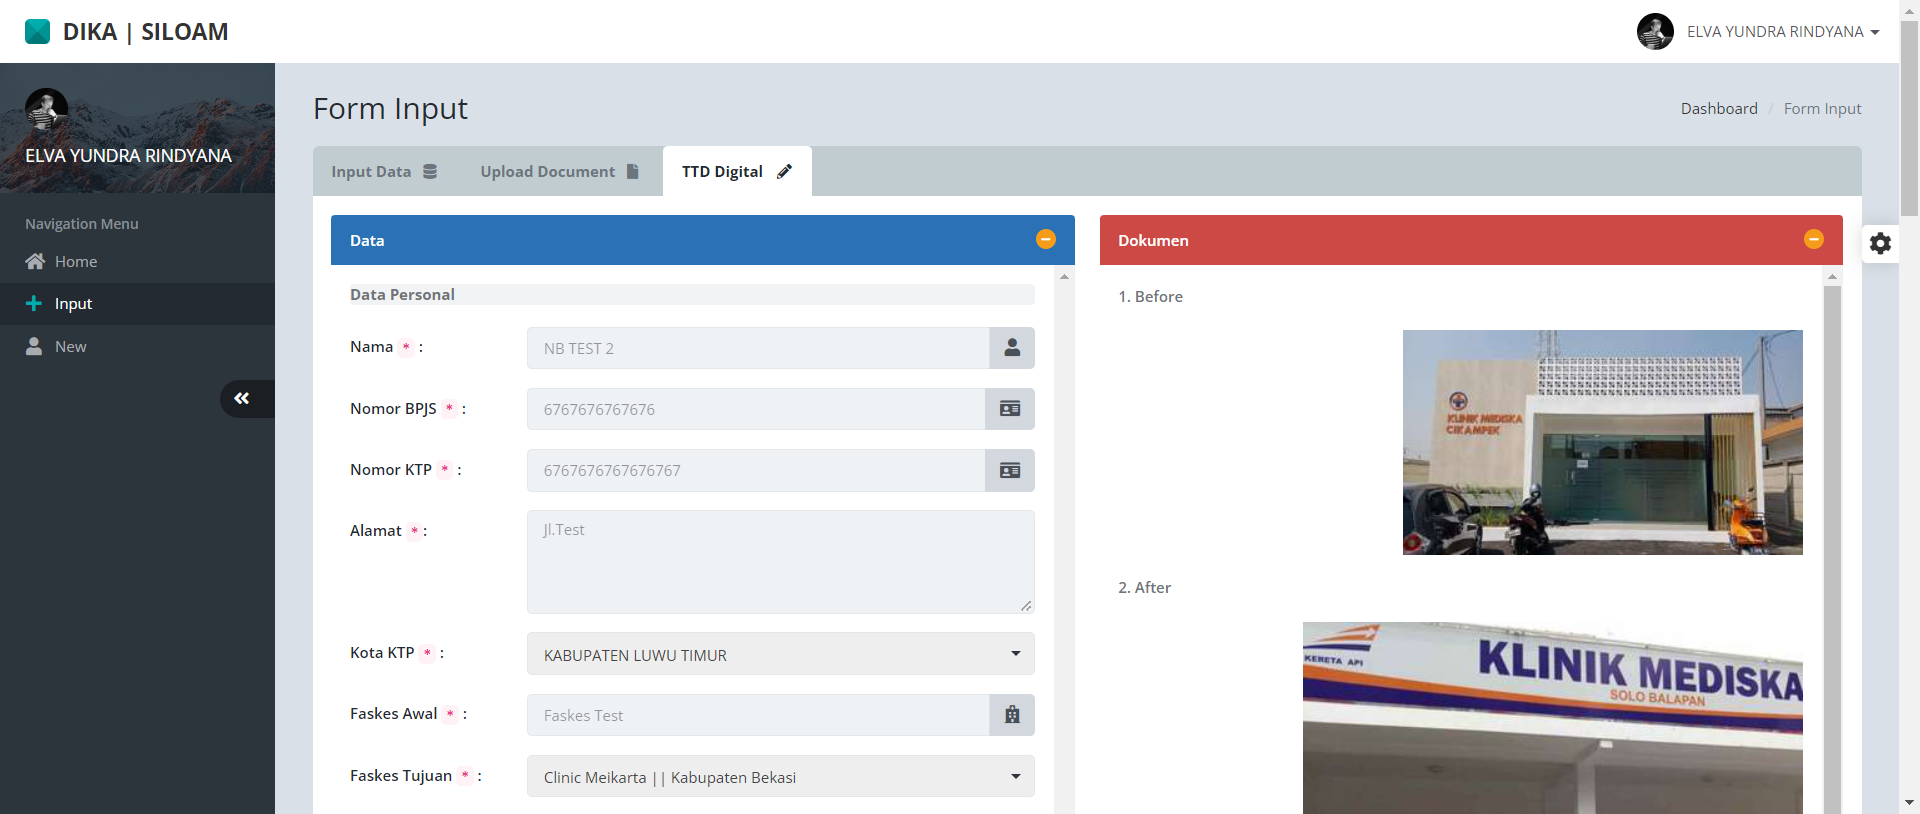 DIKA | SILOAM
ELVA YUNDRA RINDYANA
ELVA YUNDRA RINDYANA
Navigation Menu
Home
Input
New
Form Input
Dashboard / Form Input
Input Data
Upload Document
TTD Digital
Data
Data Personal
Nama * :
NB TEST 2
Nomor BPJS * :
6767676767676
Nomor KTP * :
6767676767676767
Alamat * :
Jl.Test
Kota KTP * :
KABUPATEN LUWU TIMUR
Faskes Awal * :
Faskes Test
Faskes Tujuan * :
Clinic Meikarta || Kabupaten Bekasi
Dokumen
1. Before
KLINIK MEDISKA
CIKAMPEK
2. After
KERETA API
KLINIK MEDISKA
SOLO BALAPAN